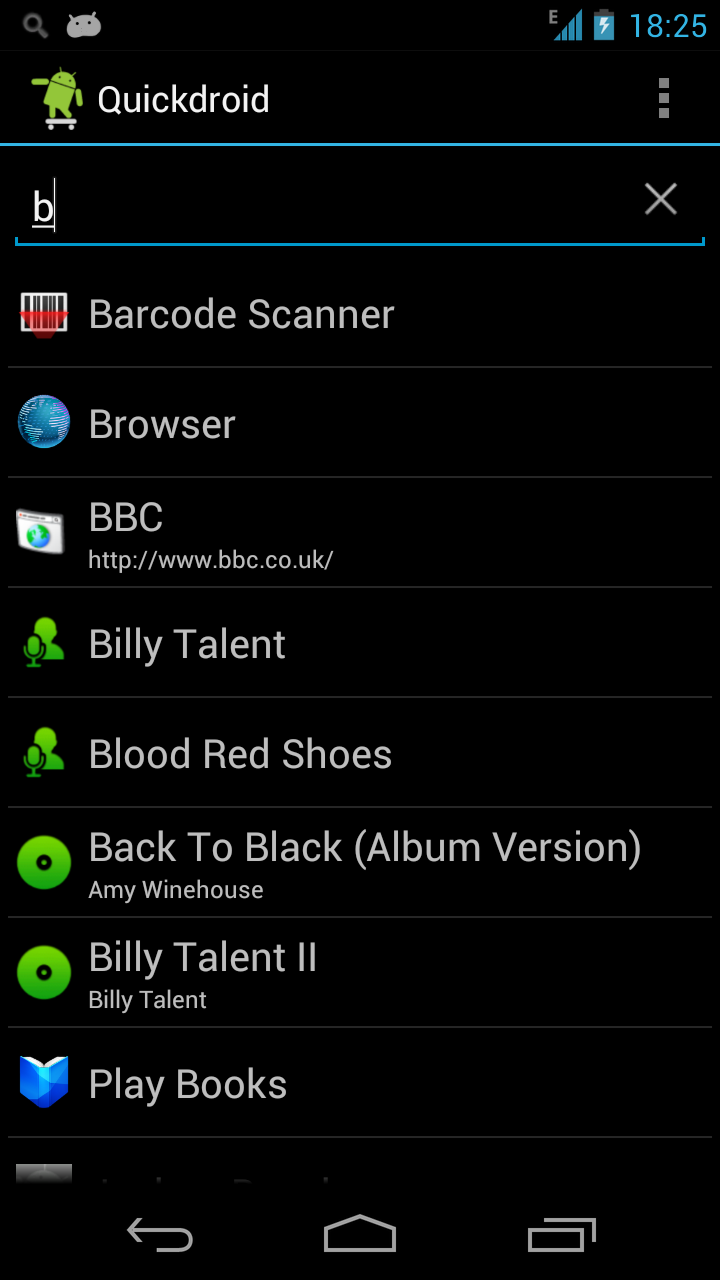 E
18:25
Quickdroid
b
Barcode Scanner
Browser
BBC
http://www.bbc.co.uk/
Billy Talent
Blood Red Shoes
Back To Black (Album Version)
Amy Winehouse
Billy Talent II
Billy Talent
Play Books